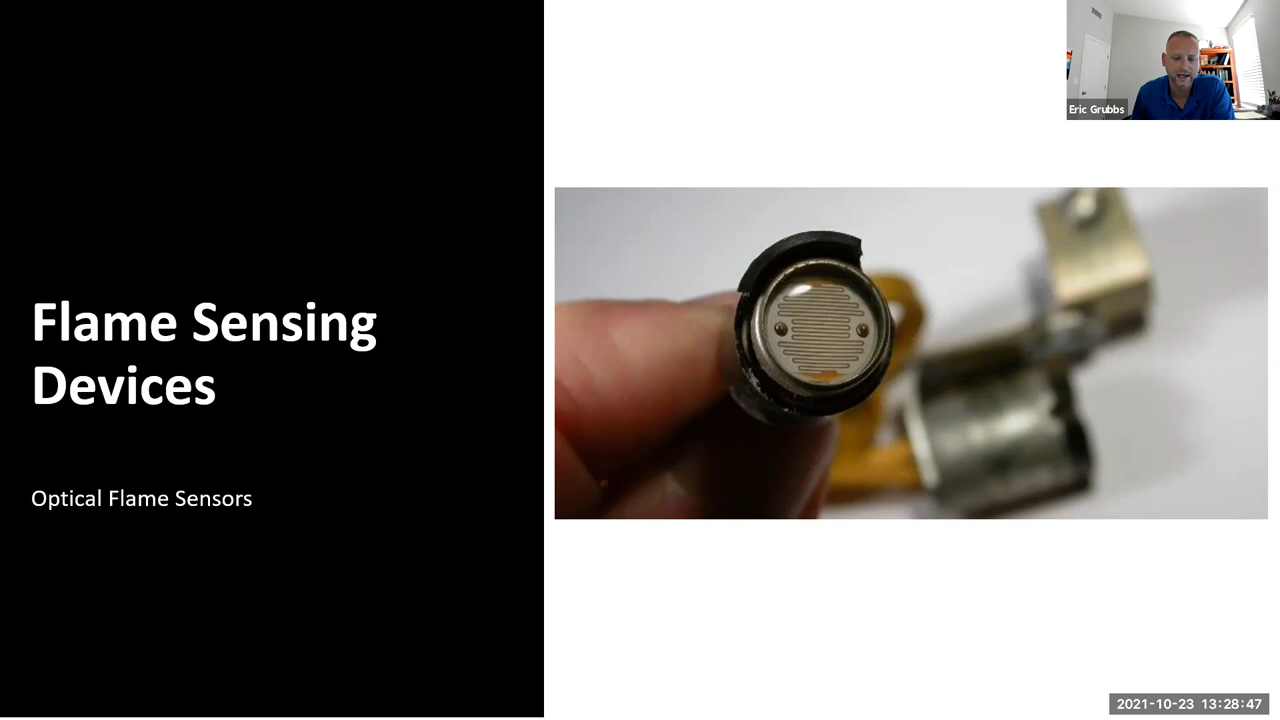 Eric Grubbs
Flame Sensing
Devices
Optical Flame Sensors
2021-10-23 13:28:47